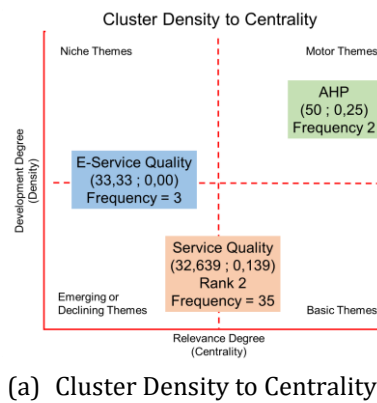 Cluster Density to Centrality
Niche Themes
Motor Themes
AHP
(50 ; 0,25)
Frequency 2
E-Service Quality
(33,33 ; 0,00)
Frequency = 3
Service Quality
(32,639 ; 0,139)
Rank 2
Frequency = 35
Development Degree
(Density)
Emerging or
Declining Themes
Basic Themes
Relevance Degree
(Centrality)
(a) Cluster Density to Centrality